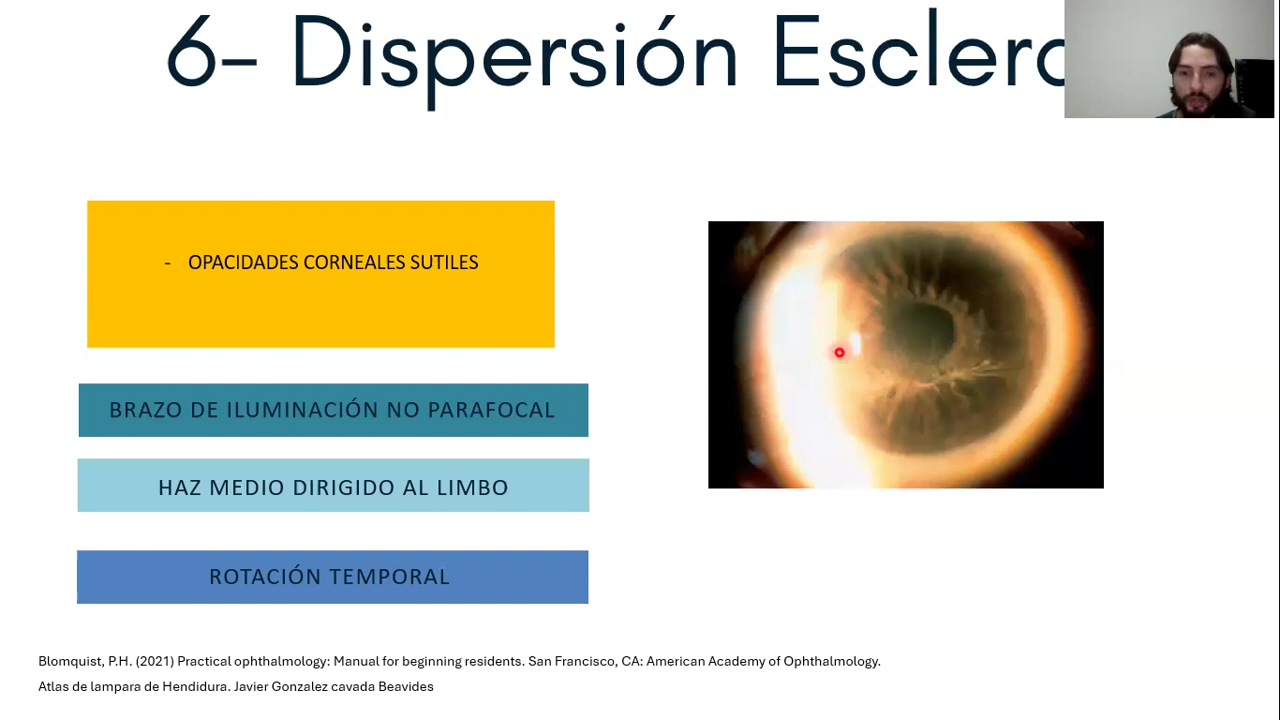 6– Dispersión Esclero
- OPACIDADES CORNEALES SUTILES
BRAZO DE ILUMINACIÓN NO PARAFOCAL
HAZ MEDIO DIRIGIDO AL LIMBO
ROTACIÓN TEMPORAL
Blomquist, P.H. (2021) Practical ophthalmology: Manual for beginning residents. San Francisco, CA: American Academy of Ophthalmology.
Atlas de lampara de Hendidura. Javier Gonzalez cavada Beavides